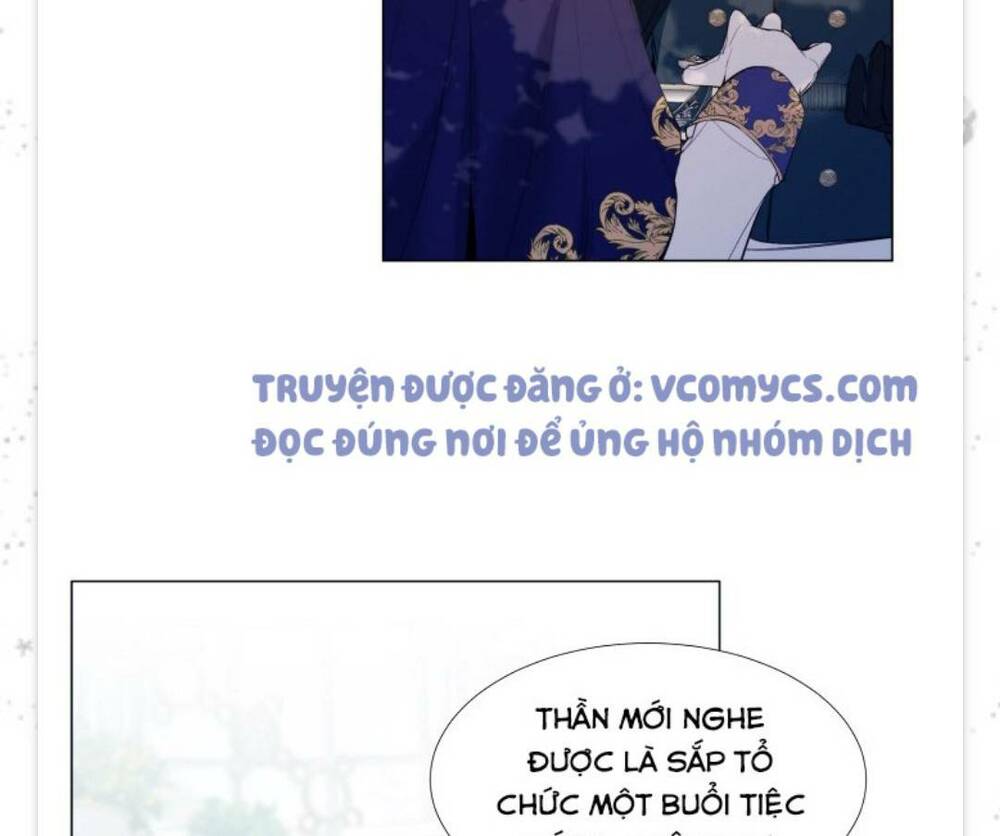 TRUYỆN ĐƯỢC ĐĂNG Ở: VCOMYCS.COM
ĐỌC ĐÚNG NƠI ĐỂ ỦNG HỘ NHÓM DỊCH
THẦN MỚI NGHE
ĐƯỢC LÀ SẮP TỔ
CHỨC MỘT BUỔI TIỆC